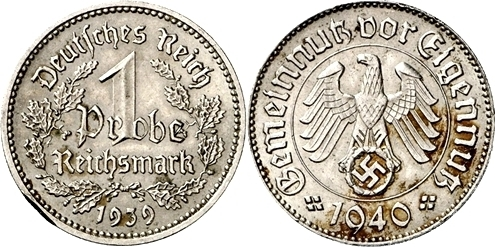 Deutsches Reich
1
Probe
Reichsmark
1939
Gemeinnutz vor Eigennutz
1940